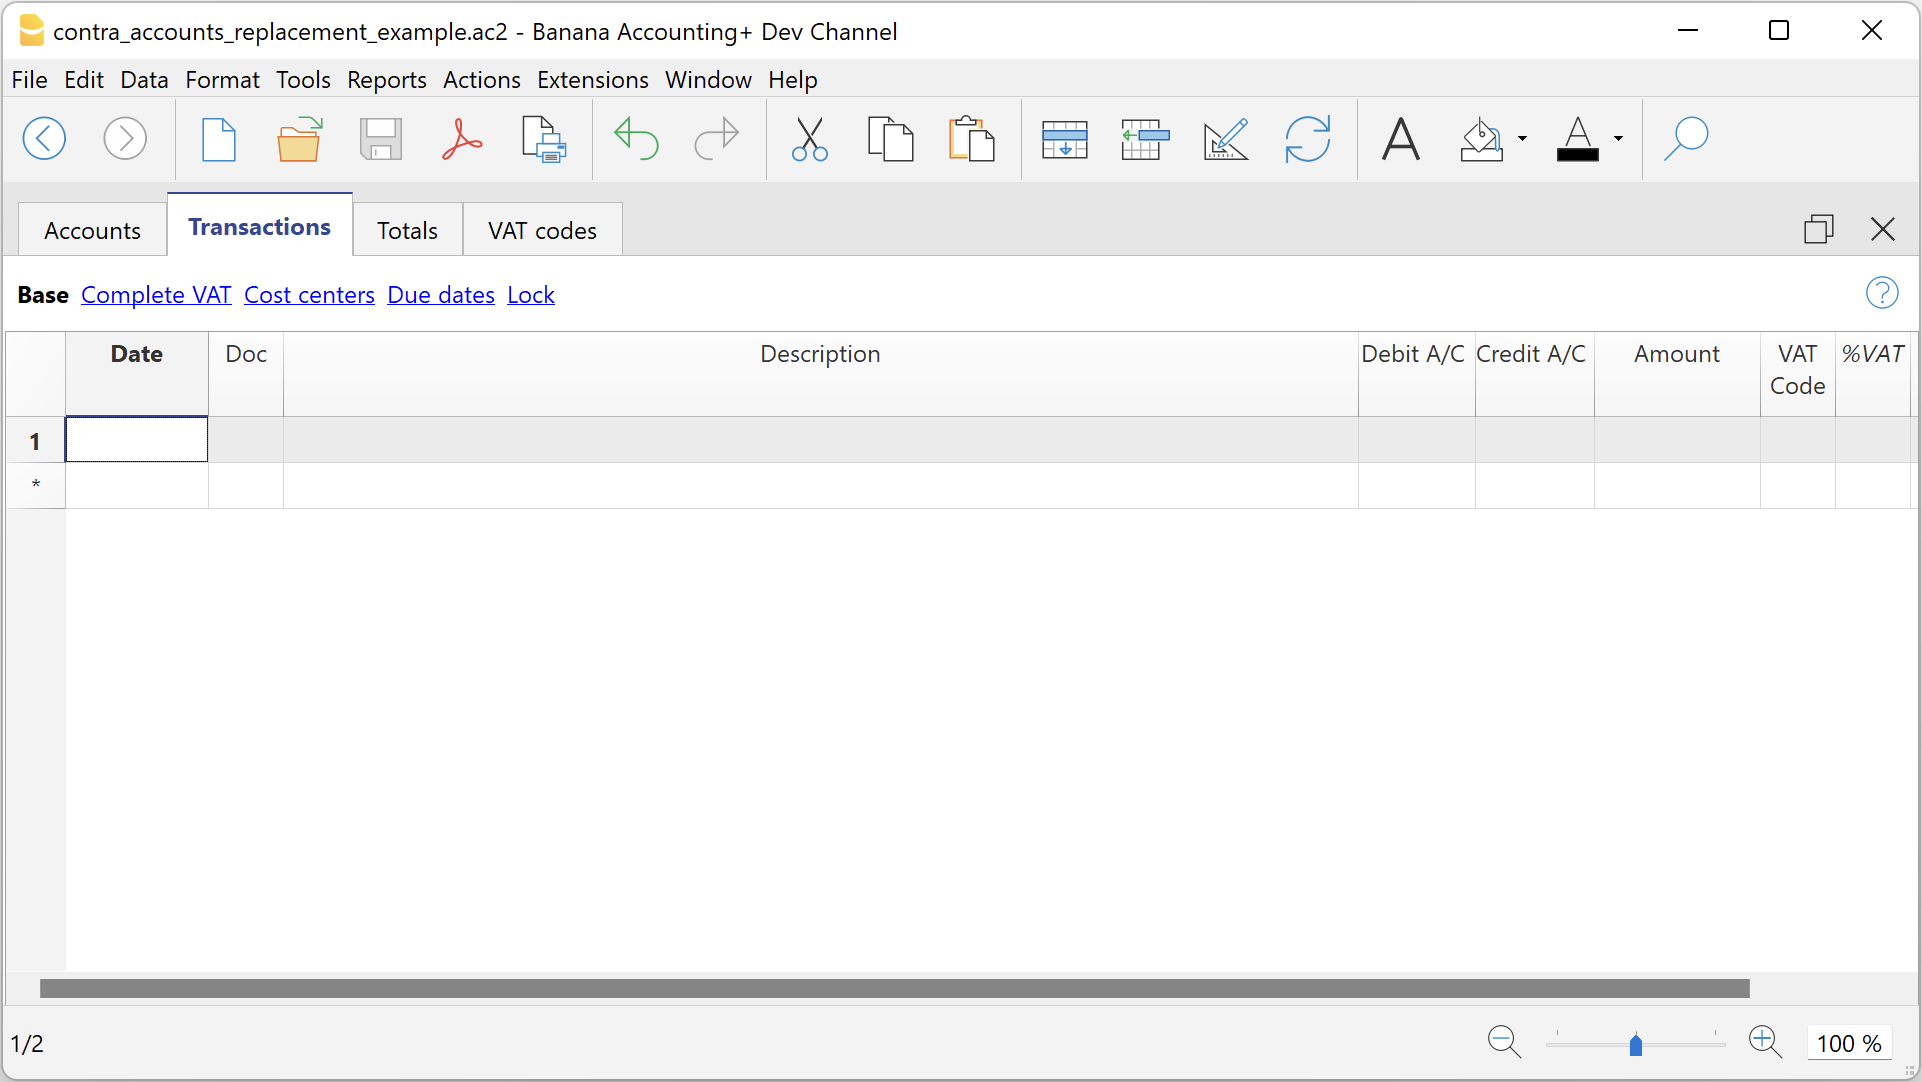 contra_accounts_replacement_example.ac2 - Banana Accounting+ Dev Channel
File Edit Data Format Tools Reports Actions Extensions Window Help
Accounts Transactions Totals VAT codes
Base Complete VAT Cost centers Due dates Lock
Date Doc Description Debit A/C Credit A/C Amount VAT Code %VAT
1
*
1/2 100 %